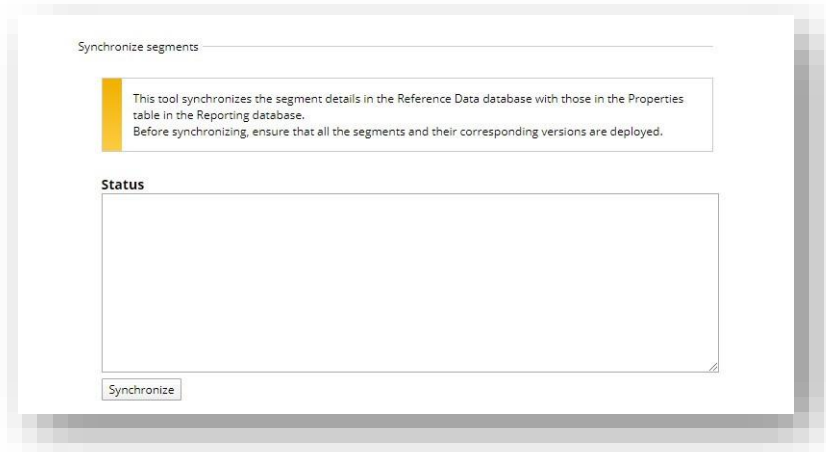 Synchronize segments
This tool synchronizes the segment details in the Reference Data database with those in the Properties
table in the Reporting database.
Before synchronizing, ensure that all the segments and their corresponding versions are deployed.
Status
Synchronize